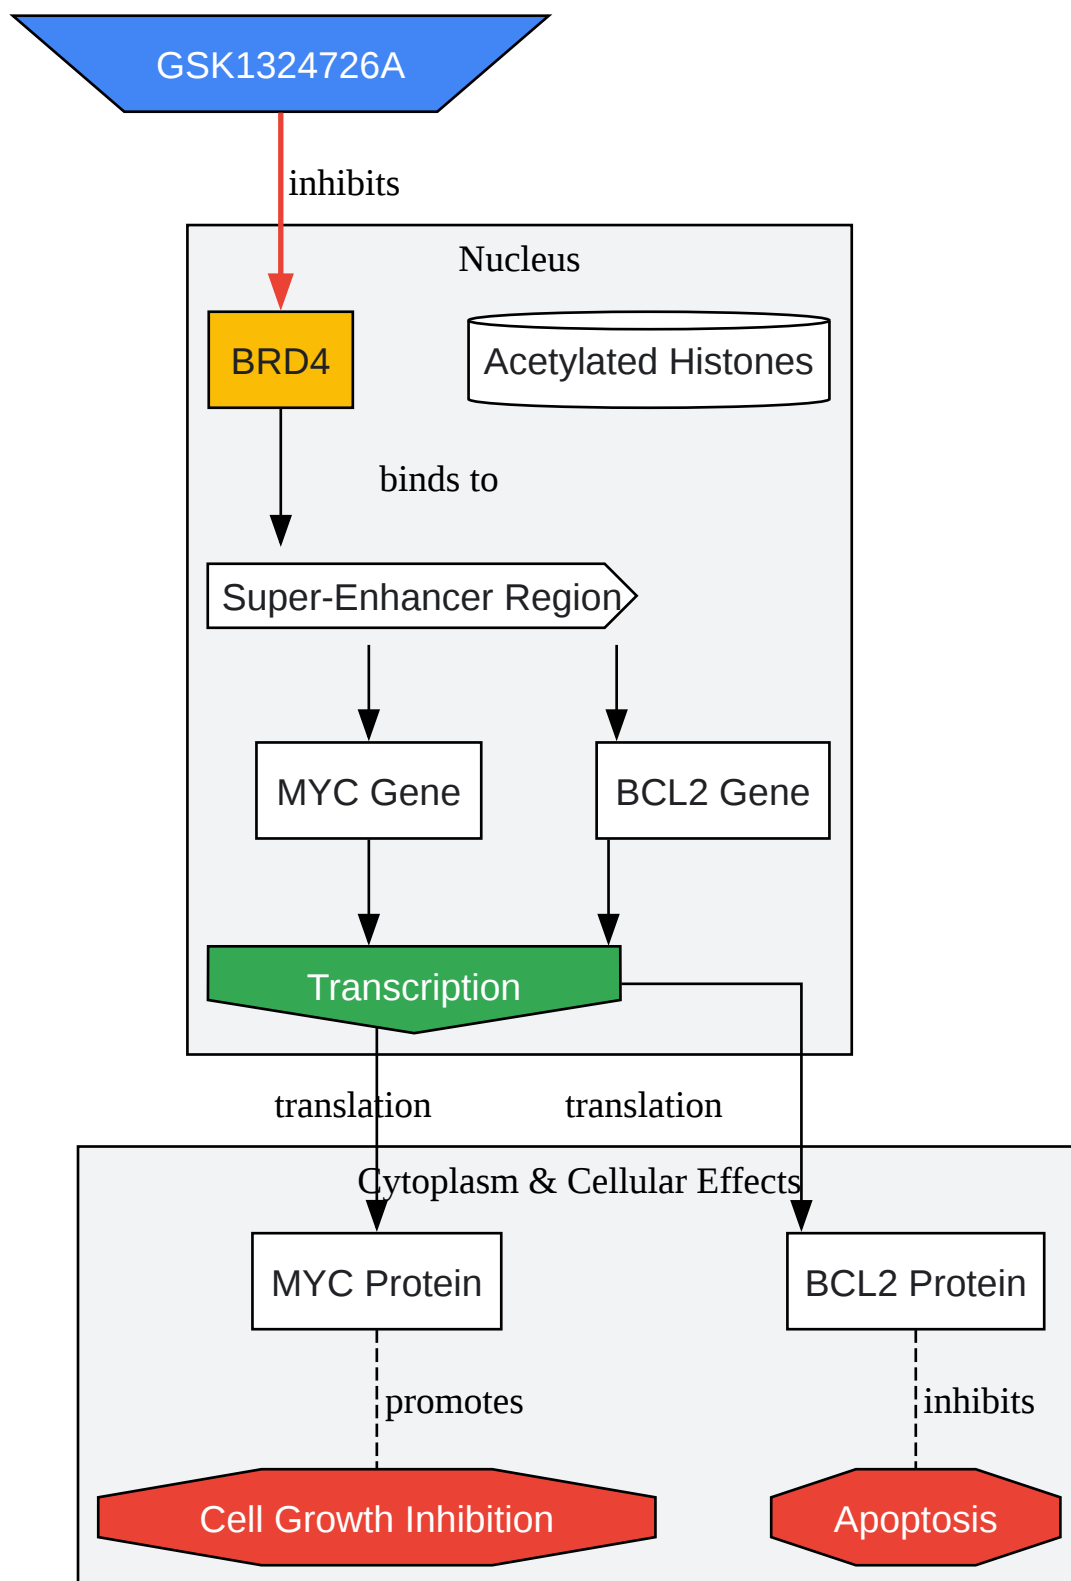 GSK1324726A
inhibits
Nucleus
BRD4
Acetylated Histones
binds to
Super-Enhancer Region
MYC Gene
BCL2 Gene
Transcription
translation
translation
Cytoplasm & Cellular Effects
MYC Protein
BCL2 Protein
promotes
inhibits
Cell Growth Inhibition
Apoptosis